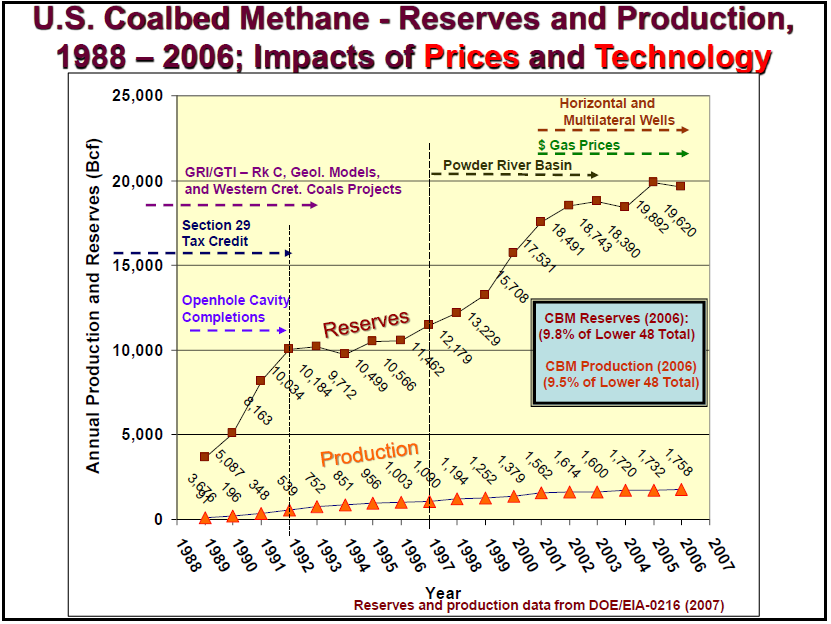 U.S. Coalbed Methane - Reserves and Production,
1988 – 2006; Impacts of Prices and Technology
Annual Production and Reserves (Bcf)
25,000
20,000
15,000
10,000
5,000
0
Horizontal and
Multilateral Wells
$ Gas Prices
Powder River Basin
GRI/GTI – Rk C, Geol. Models,
and Western Cret. Coals Projects
Section 29
Tax Credit
Openhole Cavity
Completions
Reserves
3,676
5,087
8,163
10,034
10,184
9,712
10,499
10,566
11,462
12,179
13,229
15,708
17,531
18,491
18,743
18,390
19,892
19,620
CBM Reserves (2006):
(9.8% of Lower 48 Total)
CBM Production (2006)
(9.5% of Lower 48 Total)
Production
91
196
348
539
752
851
956
1,003
1,090
1,194
1,252
1,379
1,562
1,614
1,600
1,720
1,732
1,758
1988
1989
1990
1991
1992
1993
1994
1995
1996
1997
1998
1999
2000
2001
2002
2003
2004
2005
2006
2007
Year
Reserves and production data from DOE/EIA-0216 (2007)